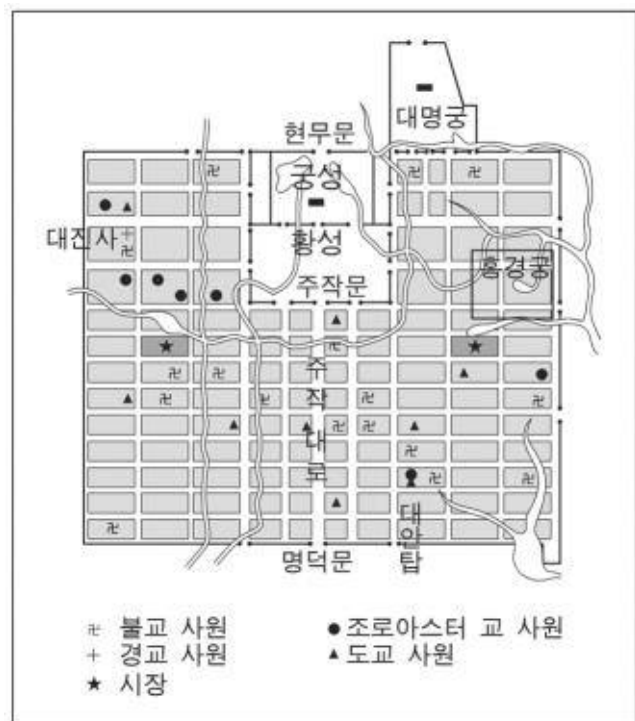 대명궁
현무문
궁성
대진사
황성
흥경궁
주작문
주작대로
대안탑
명덕문
卍 불교 사원
● 조로아스터 교 사원
+ 경교 사원
▲ 도교 사원
★ 시장